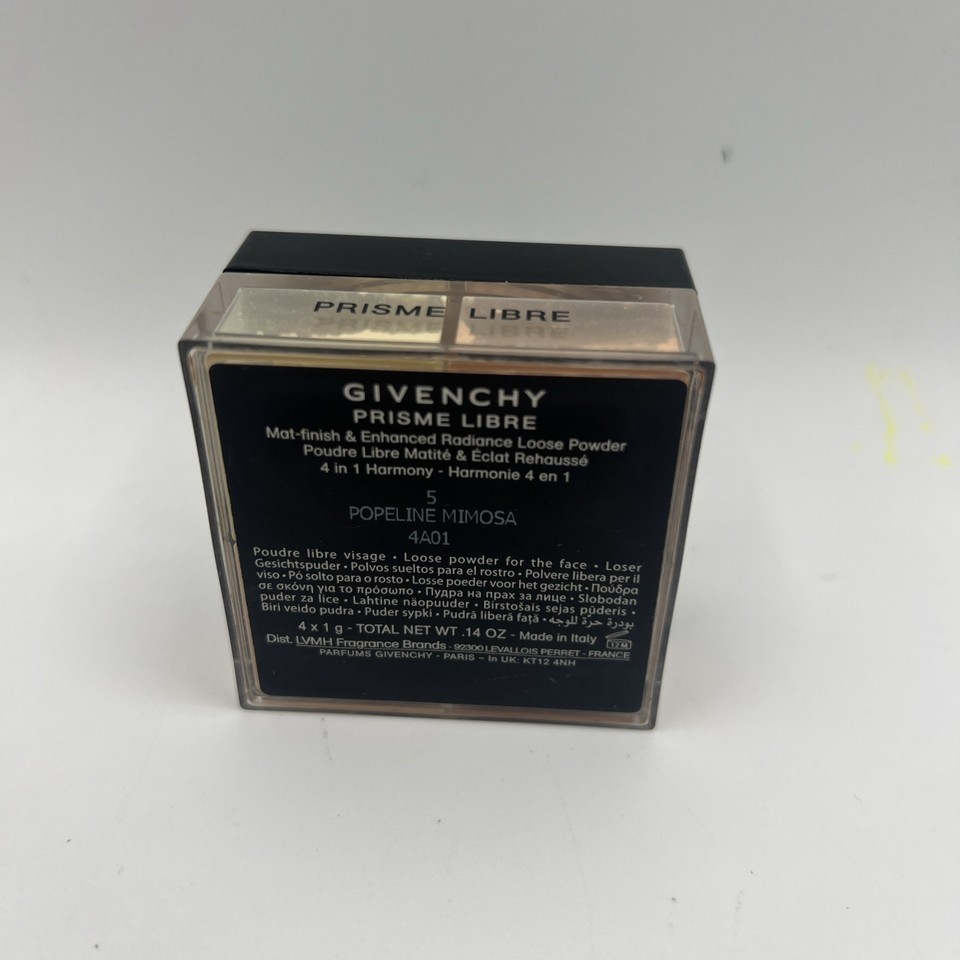 PRISME LIBRE
GIVENCHY
PRISME LIBRE
Mat-finish & Enhanced Radiance Loose Powder
Poudre Libre Matité & Éclat Rehaussé
4 in 1 Harmony - Harmonie 4 en 1
5
POPELINE MIMOSA
4A01
Poudre libre visage • Loose powder for the face • Loser
Gesichtspuder • Polvos sueltos para el rostro • Polvere libera per il
viso • Pó solto para o rosto • Losse poeder voor het gezicht • Πούδρα
σε σκόνη για το πρόσωπο • Пудра на прах за лице • Slobodan
puder za lice • Lahtine näopuuder • Birstošais sejas pūderis •
Biri veido pudra • Puder sypki • Pudră liberă față • بودرة حرة للوجه
4 x 1 g - TOTAL NET WT .14 OZ - Made in Italy
12 M
Dist. LVMH Fragrance Brands - 92300 LEVALLOIS PERRET - FRANCE
PARFUMS GIVENCHY - PARIS – In UK: KT12 4NH